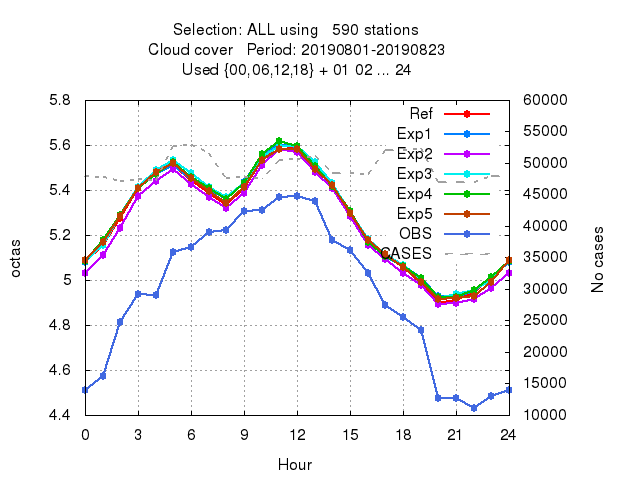 Selection: ALL using   590 stations
Cloud cover   Period: 20190801-20190823
Used {00,06,12,18} + 01 02 ... 24
5.8
5.6
5.4
5.2
5
4.8
4.6
4.4
octas
60000
55000
50000
45000
40000
35000
30000
25000
20000
15000
10000
No cases
Ref
Exp1
Exp2
Exp3
Exp4
Exp5
OBS
CASES
0 3 6 9 12 15 18 21 24
Hour